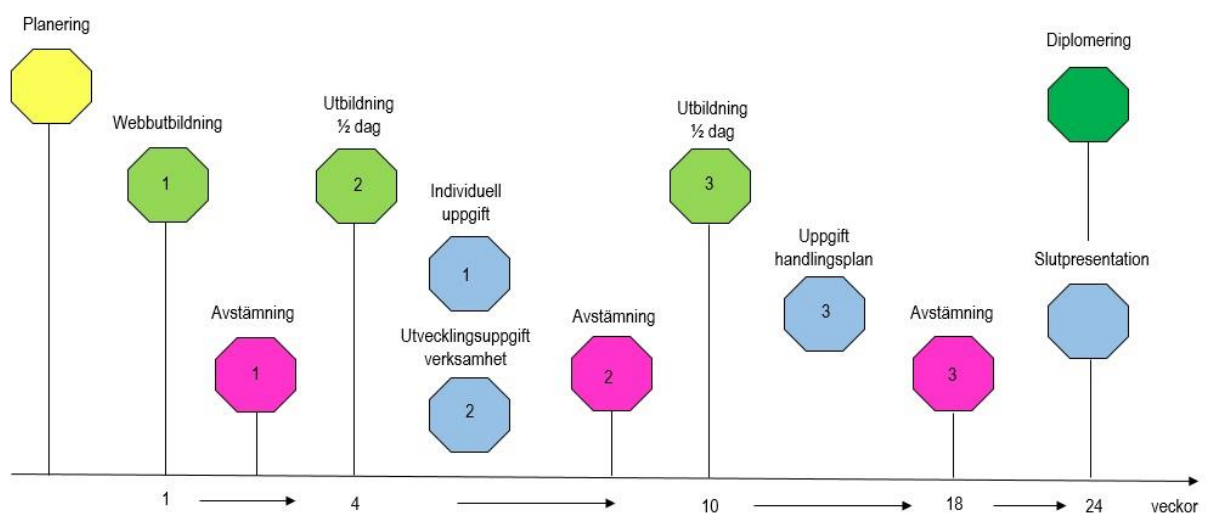 Planering
Diplomering
Webbutbildning
1
Utbildning
½ dag
2
Utbildning
½ dag
3
Individuell
uppgift
1
Uppgift
handlingsplan
3
Slutpresentation
Avstämning
1
Utvecklingsuppgift
verksamhet
2
Avstämning
2
Avstämning
3
1
4
10
18
24
veckor